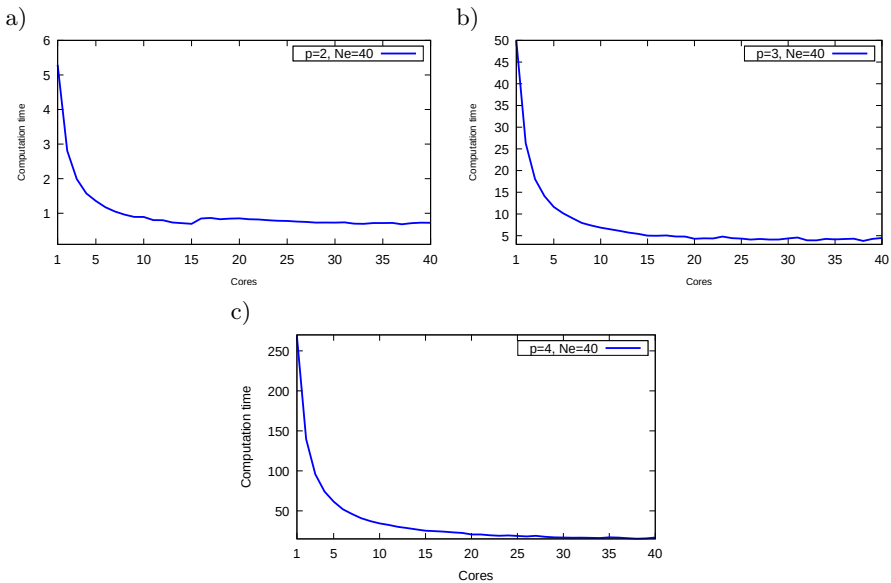 a)
6
5
4
3
2
1
Computation time
p=2, Ne=40
1 5 10 15 20 25 30 35 40
Cores
b)
50
45
40
35
30
25
20
15
10
5
Computation time
p=3, Ne=40
1 5 10 15 20 25 30 35 40
Cores
c)
250
200
150
100
50
Computation time
p=4, Ne=40
1 5 10 15 20 25 30 35 40
Cores